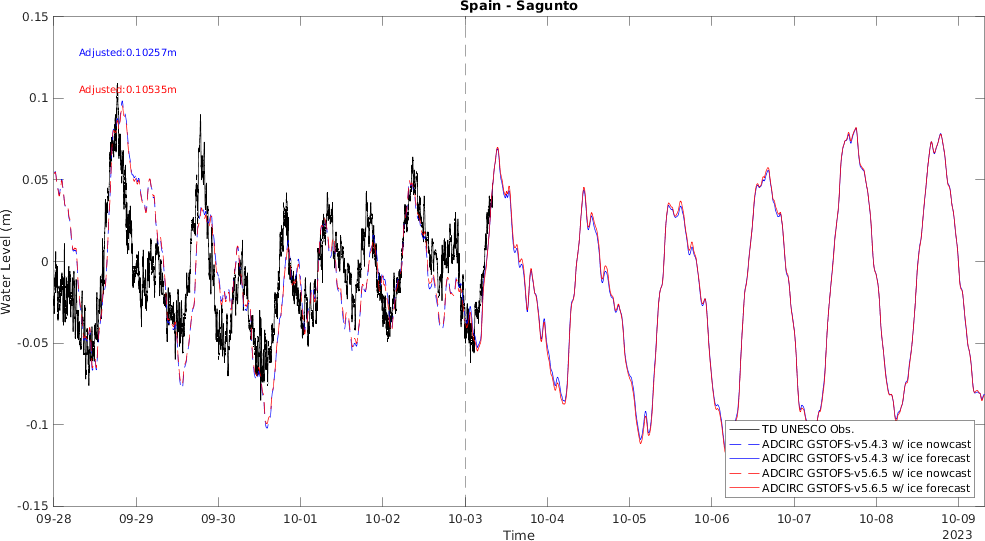 Spain - Sagunto
Adjusted:0.10257m
Adjusted:0.10535m
Water Level (m)
0.15
0.1
0.05
0
-0.05
-0.1
-0.15
TD UNESCO Obs.
ADCIRC GSTOFS-v5.4.3 w/ ice nowcast
ADCIRC GSTOFS-v5.4.3 w/ ice forecast
ADCIRC GSTOFS-v5.6.5 w/ ice nowcast
ADCIRC GSTOFS-v5.6.5 w/ ice forecast
09-28 09-29 09-30 10-01 10-02 10-03 10-04 10-05 10-06 10-07 10-08 10-09
Time
2023